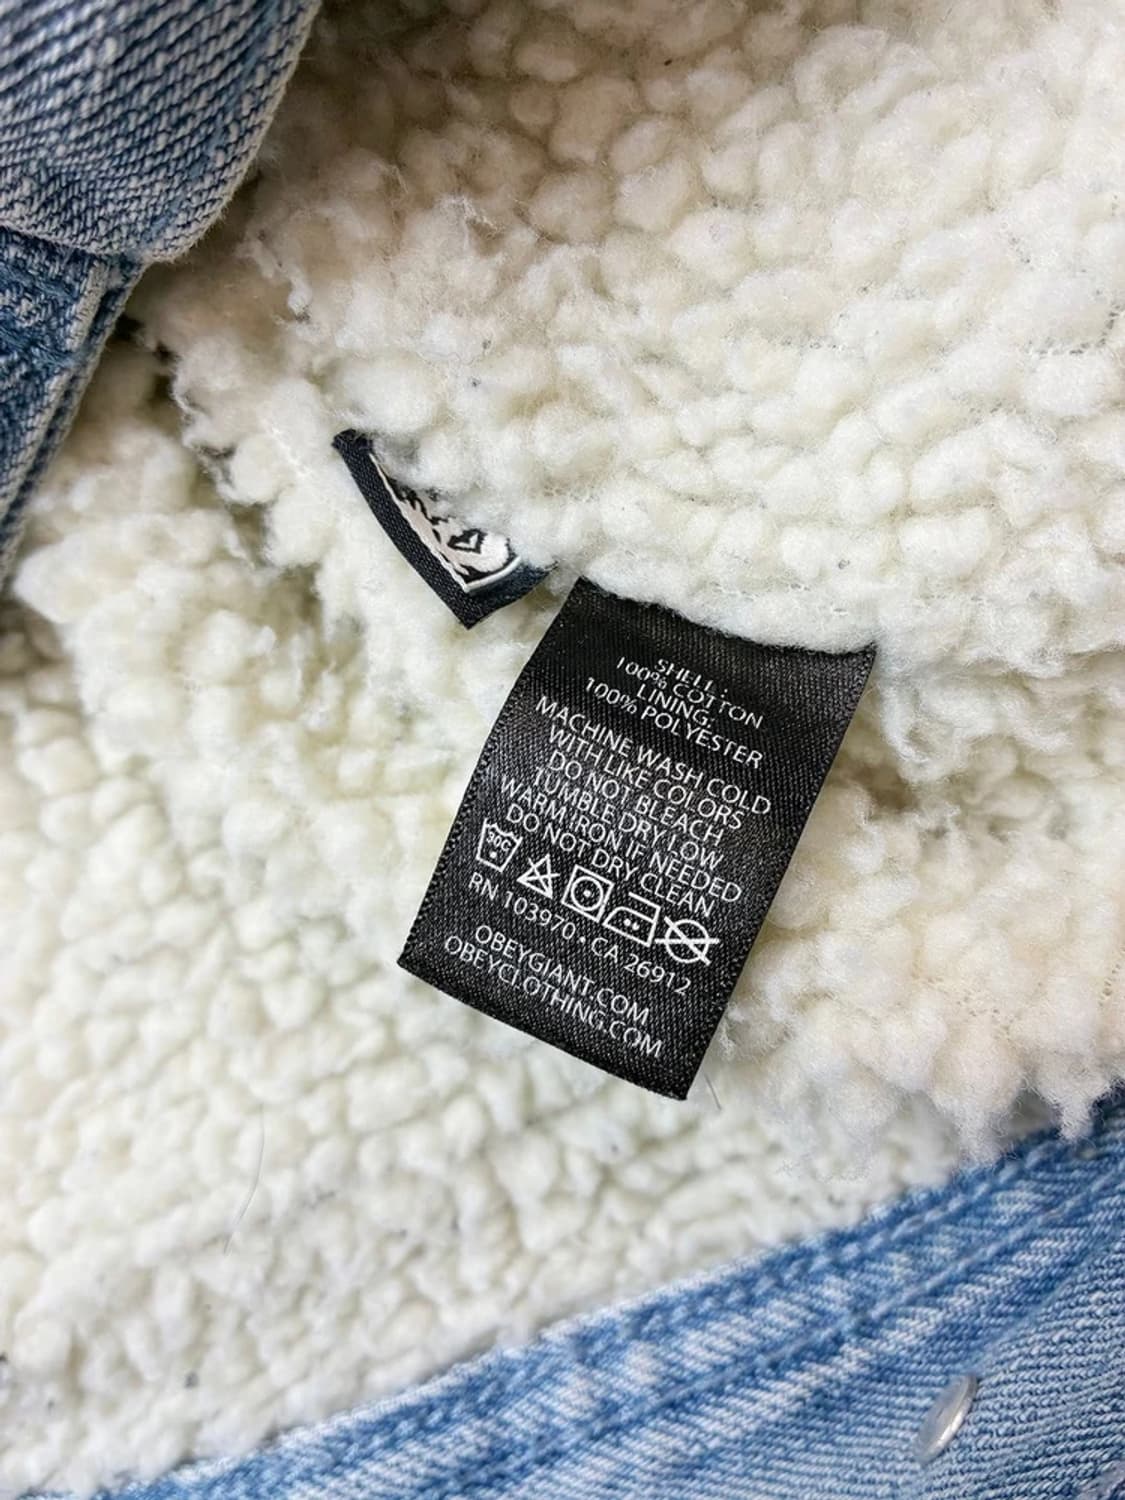 SHELL:
100% COTTON
LINING:
100% POLYESTER
MACHINE WASH COLD
WITH LIKE COLORS
DO NOT BLEACH
TUMBLE DRY LOW
WARM IRON IF NEEDED
DO NOT DRY CLEAN
30C
RN 103970 • CA 26912
OBEYGIANT.COM
OBEYCLOTHING.COM